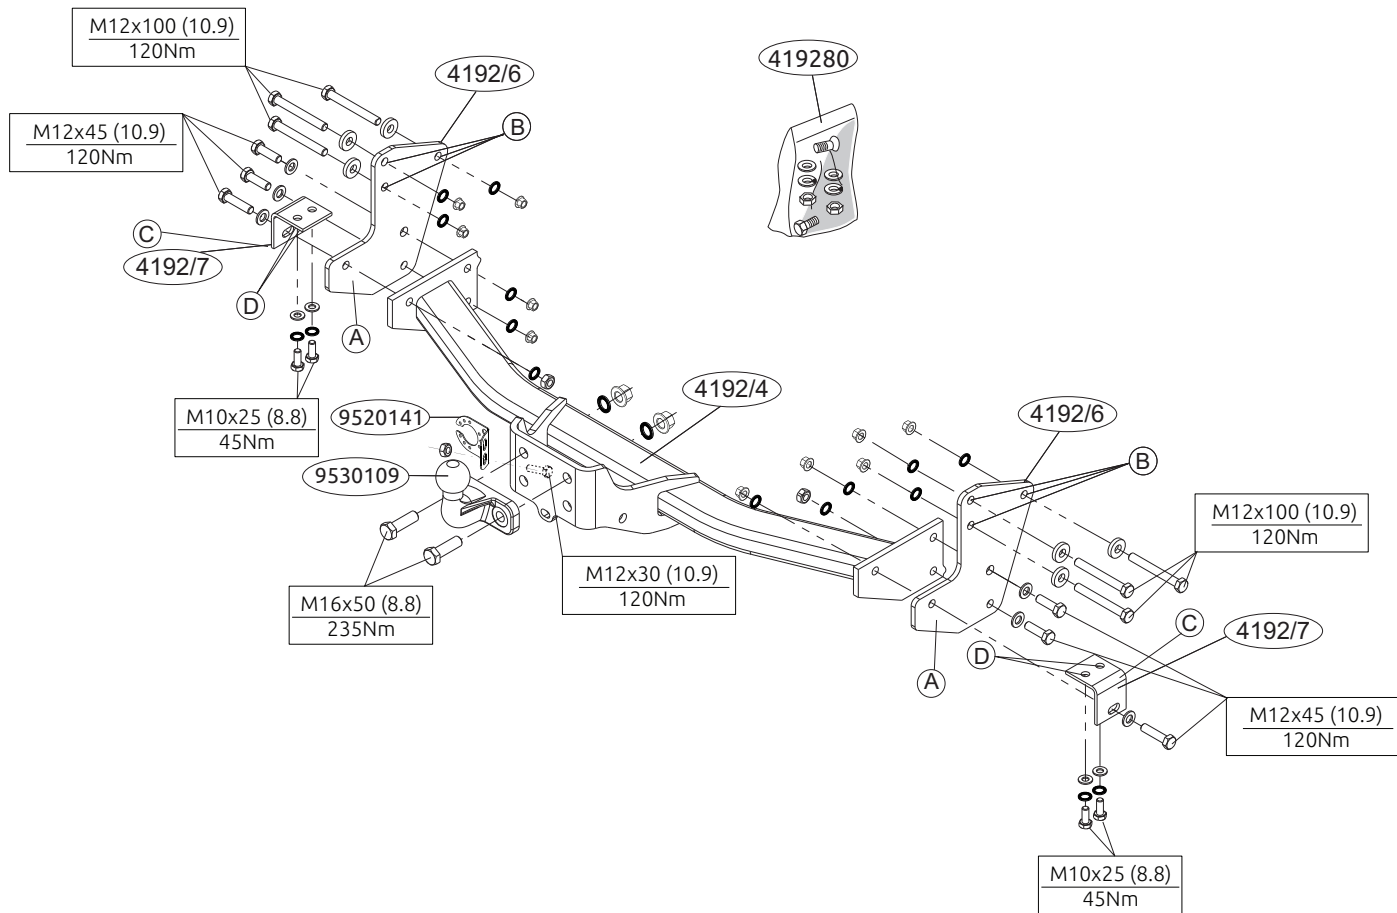 M12x100 (10.9)
120Nm
4192/6
419280
M12x45 (10.9)
120Nm
B
C
4192/7
D
A
M10x25 (8.8)
45Nm
9520141
9530109
4192/4
4192/6
B
M12x100 (10.9)
120Nm
M12x30 (10.9)
120Nm
M16x50 (8.8)
235Nm
A
D
C
4192/7
M12x45 (10.9)
120Nm
M10x25 (8.8)
45Nm